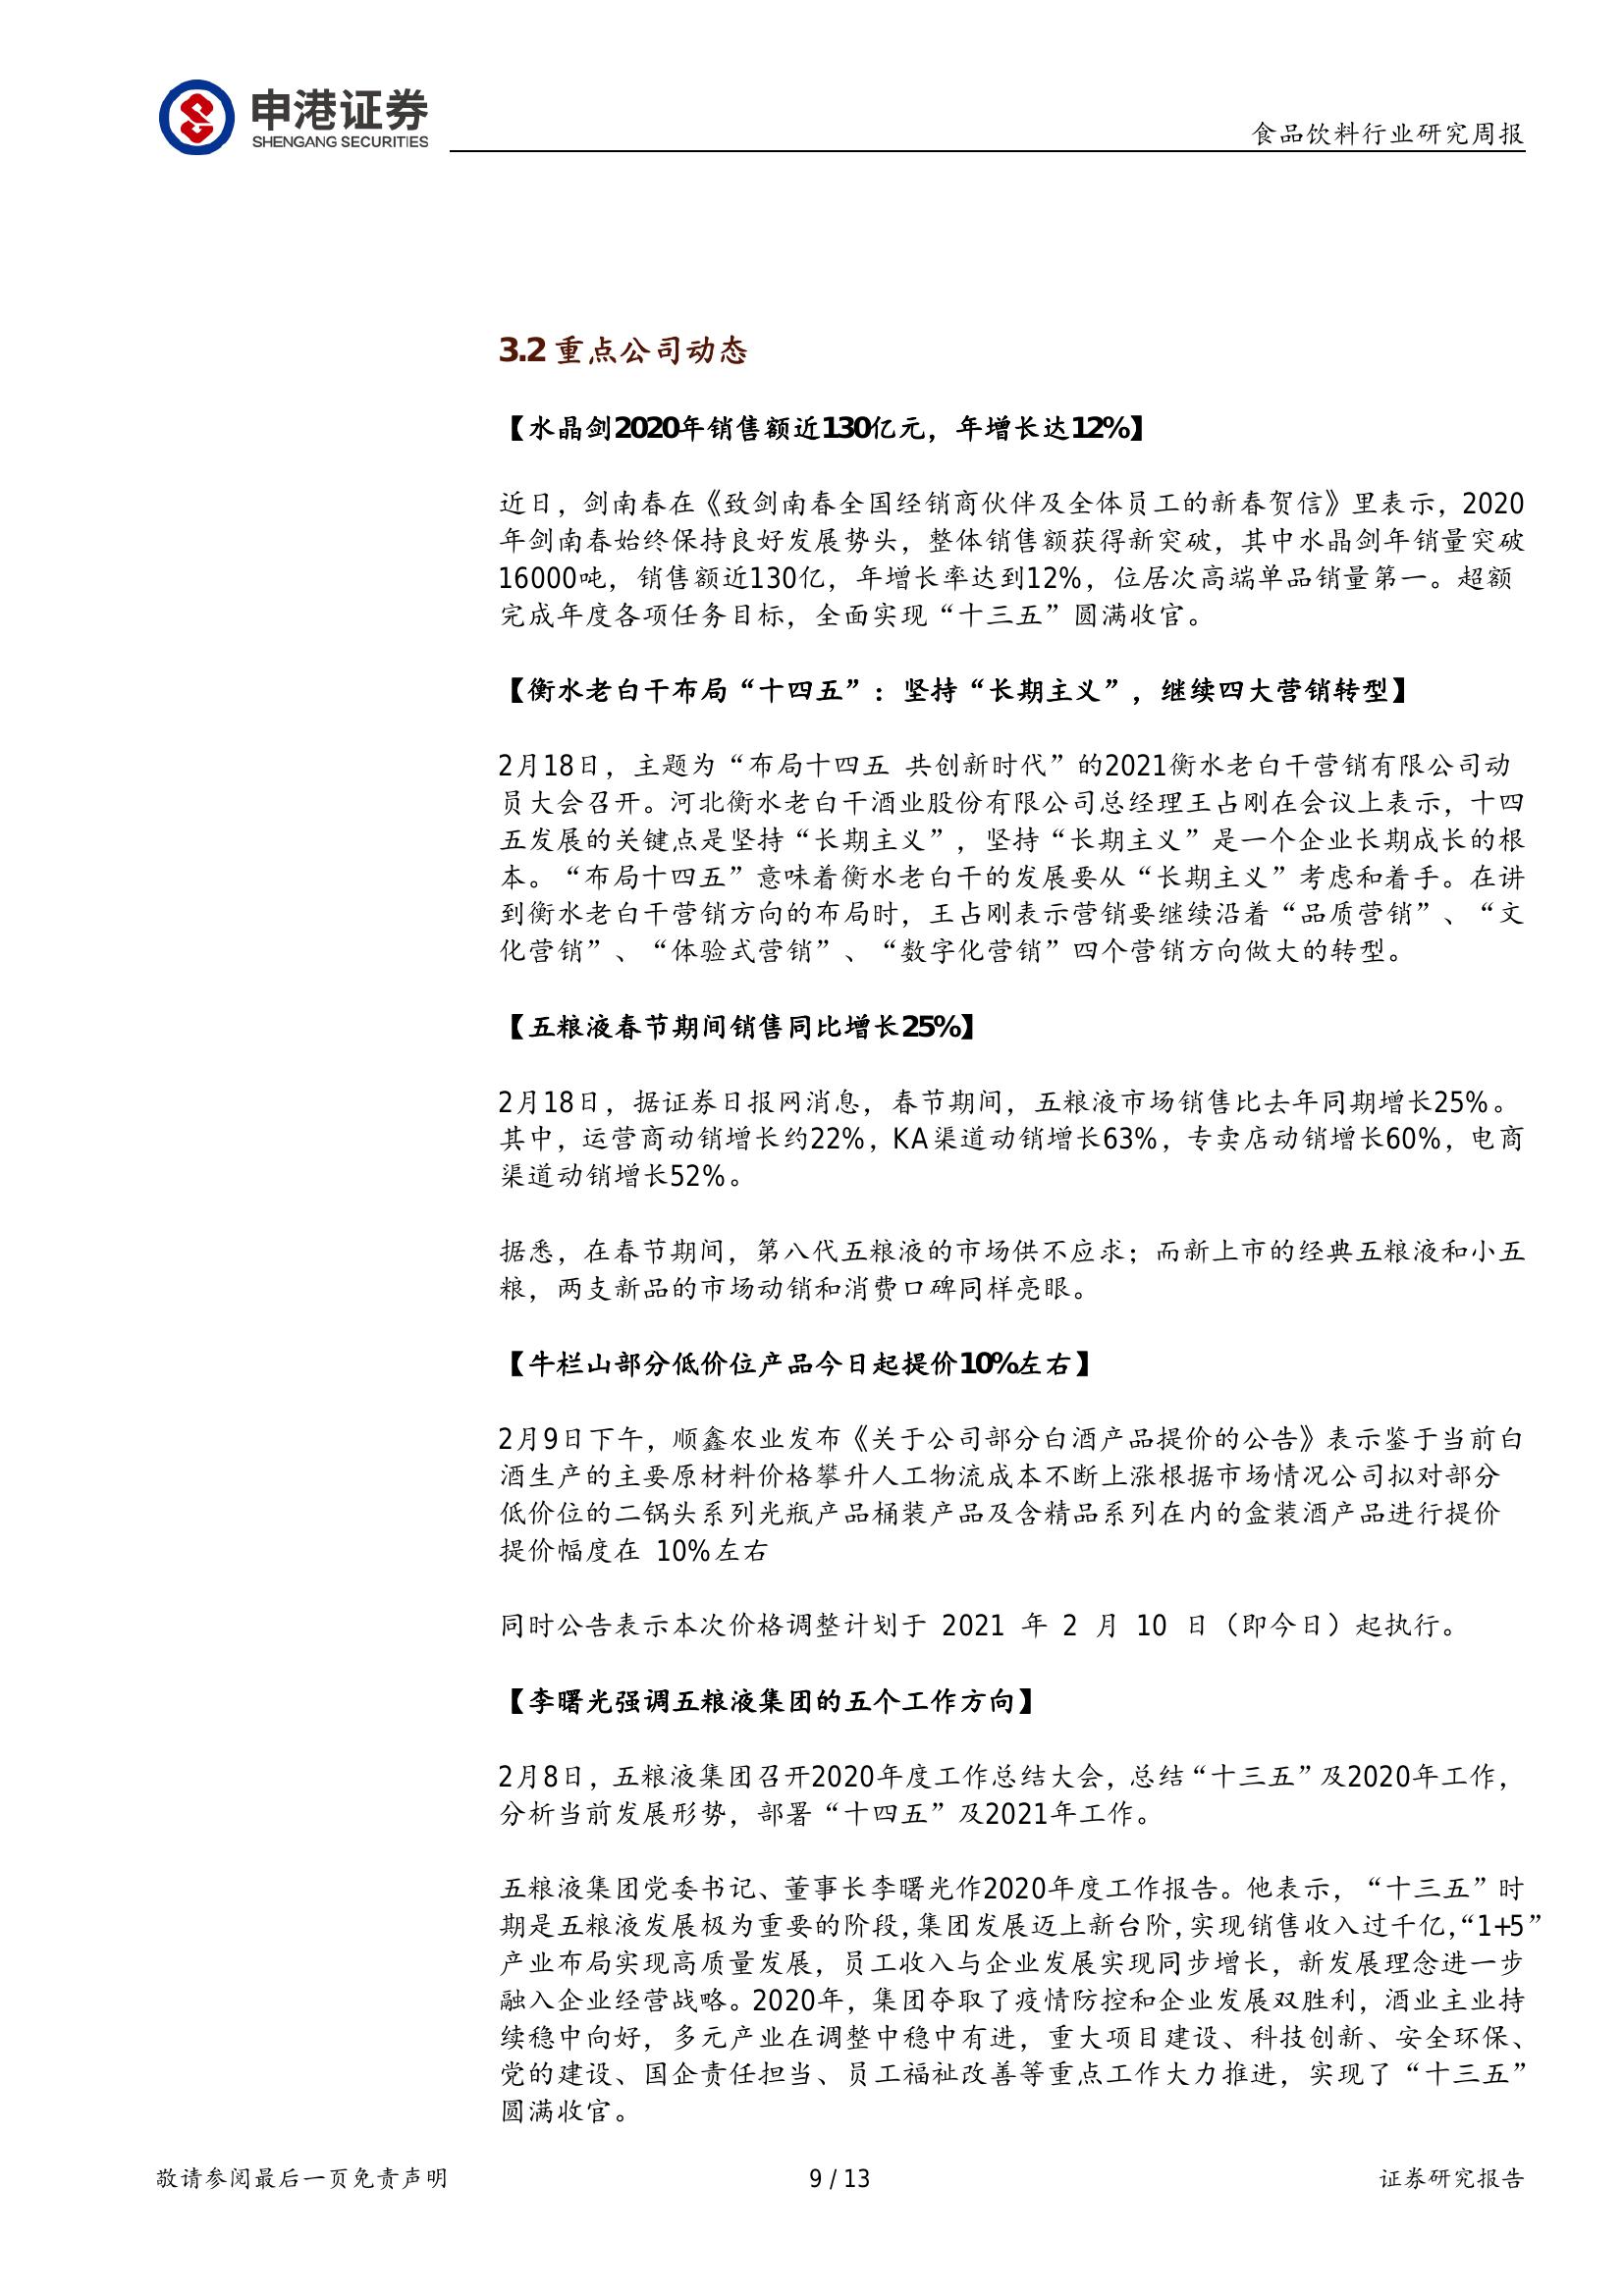 申港证券
SHENGANG SECURITIES
食品饮料行业研究周报
3.2 重点公司动态
【水晶剑2020年销售额近130亿元，年增长达12%】
近日，剑南春在《致剑南春全国经销商伙伴及全体员工的新春贺信》里表示，2020
年剑南春始终保持良好发展势头，整体销售额获得新突破，其中水晶剑年销量突破
16000吨，销售额近130亿，年增长率达到12%，位居次高端单品销量第一。超额
完成年度各项任务目标，全面实现“十三五”圆满收官。
【衡水老白干布局“十四五”：坚持“长期主义”，继续四大营销转型】
2月18日，主题为“布局十四五 共创新时代”的2021衡水老白干营销有限公司动
员大会召开。河北衡水老白干酒业股份有限公司总经理王占刚在会议上表示，十四
五发展的关键点是坚持“长期主义”，坚持“长期主义”是一个企业长期成长的根
本。“布局十四五”意味着衡水老白干的发展要从“长期主义”考虑和着手。在讲
到衡水老白干营销方向的布局时，王占刚表示营销要继续沿着“品质营销”、“文
化营销”、“体验式营销”、“数字化营销”四个营销方向做大的转型。
【五粮液春节期间销售同比增长25%】
2月18日，据证券日报网消息，春节期间，五粮液市场销售比去年同期增长25%。
其中，运营商动销增长约22%，KA渠道动销增长63%，专卖店动销增长60%，电商
渠道动销增长52%。
据悉，在春节期间，第八代五粮液的市场供不应求；而新上市的经典五粮液和小五
粮，两支新品的市场动销和消费口碑同样亮眼。
【牛栏山部分低价位产品今日起提价10%左右】
2月9日下午，顺鑫农业发布《关于公司部分白酒产品提价的公告》表示鉴于当前白
酒生产的主要原材料价格攀升人工物流成本不断上涨根据市场情况公司拟对部分
低价位的二锅头系列光瓶产品桶装产品及含精品系列在内的盒装酒产品进行提价
提价幅度在 10%左右
同时公告表示本次价格调整计划于 2021 年 2 月 10 日（即今日）起执行。
【李曙光强调五粮液集团的五个工作方向】
2月8日，五粮液集团召开2020年度工作总结大会，总结“十三五”及2020年工作，
分析当前发展形势，部署“十四五”及2021年工作。
五粮液集团党委书记、董事长李曙光作2020年度工作报告。他表示，“十三五”时
期是五粮液发展极为重要的阶段，集团发展迈上新台阶，实现销售收入过千亿，“1+5”
产业布局实现高质量发展，员工收入与企业发展实现同步增长，新发展理念进一步
融入企业经营战略。2020年，集团夺取了疫情防控和企业发展双胜利，酒业主业持
续稳中向好，多元产业在调整中稳中有进，重大项目建设、科技创新、安全环保、
党的建设、国企责任担当、员工福祉改善等重点工作大力推进，实现了“十三五”
圆满收官。
敬请参阅最后一页免责声明
9 / 13
证券研究报告